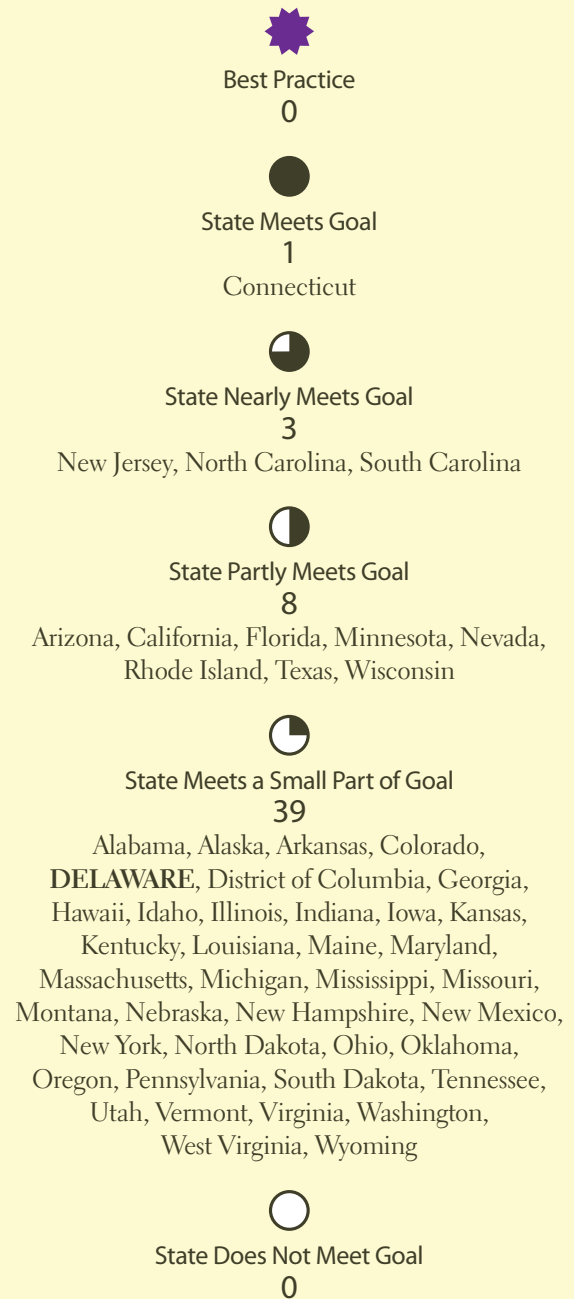 Best Practice
0
State Meets Goal
1
Connecticut
State Nearly Meets Goal
3
New Jersey, North Carolina, South Carolina
State Partly Meets Goal
8
Arizona, California, Florida, Minnesota, Nevada,
Rhode Island, Texas, Wisconsin
State Meets a Small Part of Goal
39
Alabama, Alaska, Arkansas, Colorado,
DELAWARE, District of Columbia, Georgia,
Hawaii, Idaho, Illinois, Indiana, Iowa, Kansas,
Kentucky, Louisiana, Maine, Maryland,
Massachusetts, Michigan, Mississippi, Missouri,
Montana, Nebraska, New Hampshire, New Mexico,
New York, North Dakota, Ohio, Oklahoma,
Oregon, Pennsylvania, South Dakota, Tennessee,
Utah, Vermont, Virginia, Washington,
West Virginia, Wyoming
State Does Not Meet Goal
0